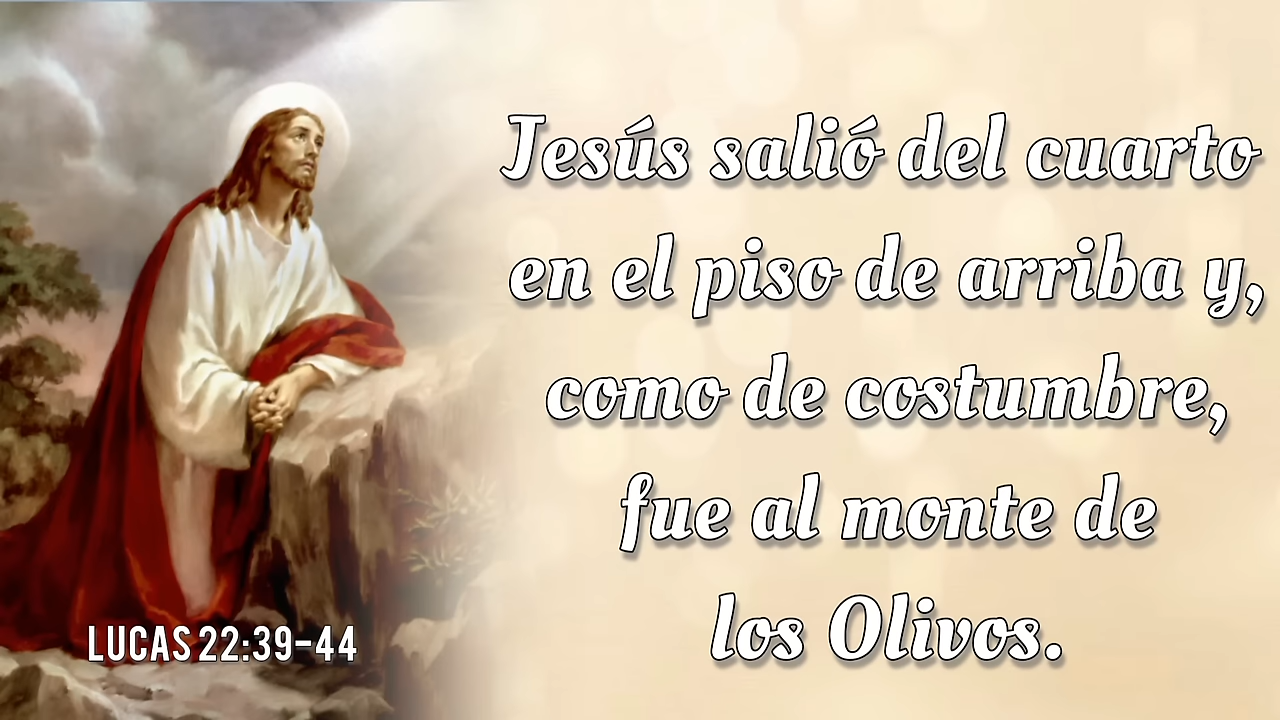 Jesús salió del cuarto
en el piso de arriba y,
como de costumbre,
fue al monte de
los Olivos.
LUCAS 22:39-44